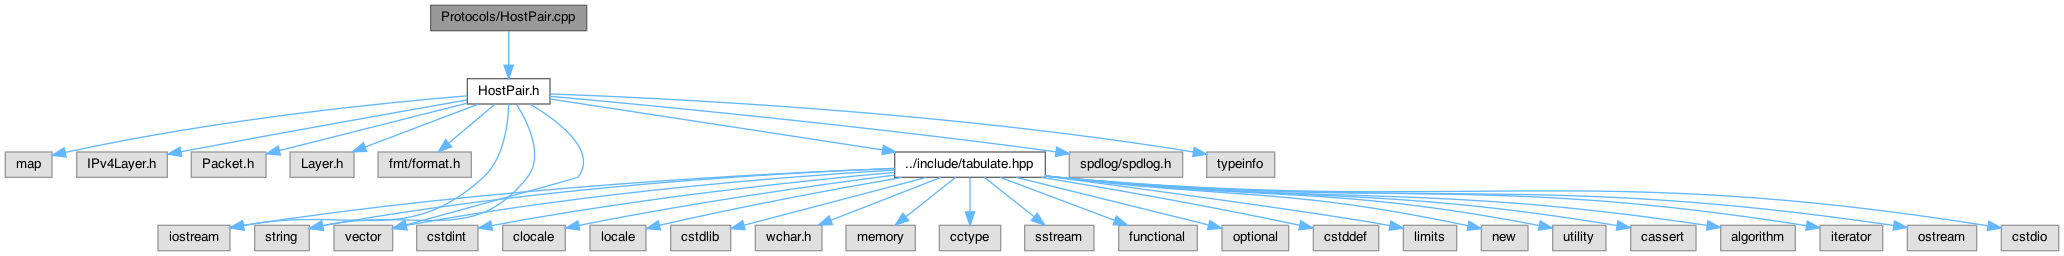 Protocols/HostPair.cpp
HostPair.h
map
IPv4Layer.h
Packet.h
Layer.h
fmt/format.h
../include/tabulate.hpp
spdlog/spdlog.h
typeinfo
iostream
string
vector
cstdint
clocale
locale
cstdlib
wchar.h
memory
cctype
sstream
functional
optional
cstddef
limits
new
utility
cassert
algorithm
iterator
ostream
cstdio